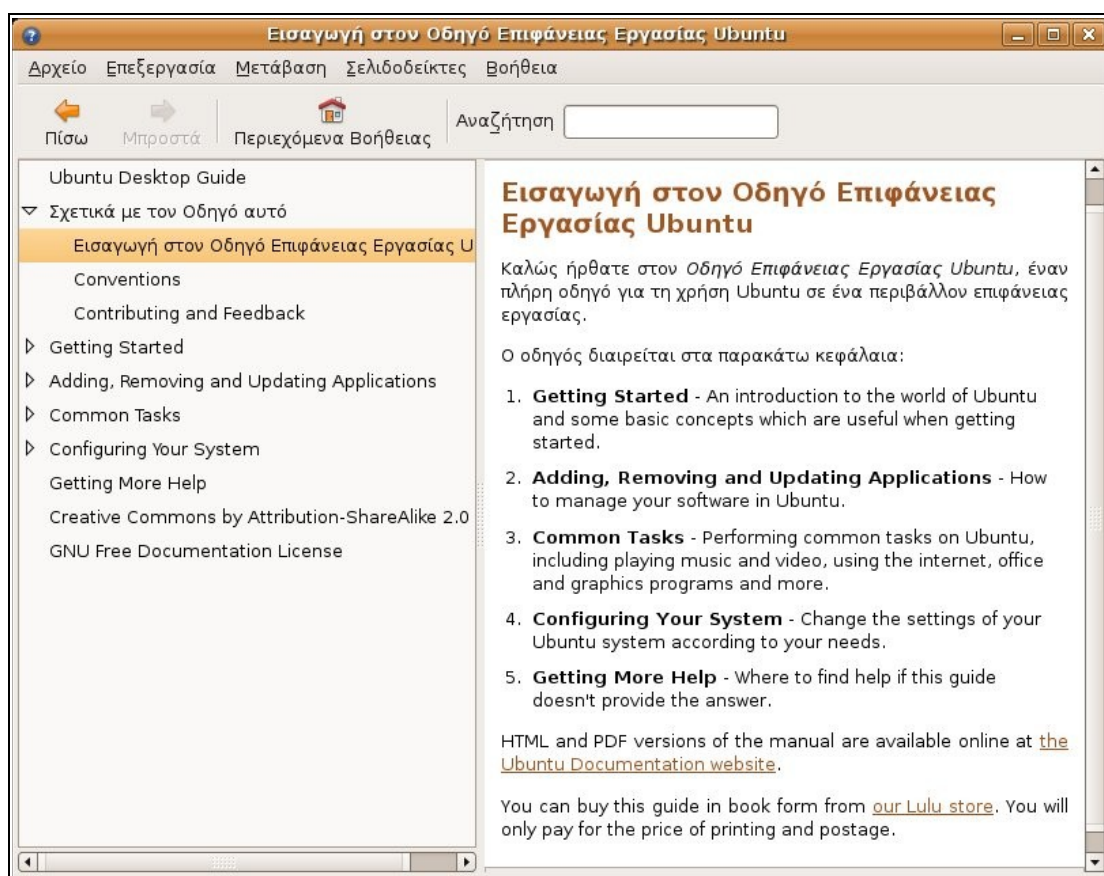 Εισαγωγή στον Οδηγό Επιφάνειας Εργασίας Ubuntu
Αρχείο Επεξεργασία Μετάβαση Σελιδοδείκτες Βοήθεια
Πίσω Μπροστά Περιεχόμενα Βοήθειας Αναζήτηση
Ubuntu Desktop Guide
Σχετικά με τον Οδηγό αυτό
Εισαγωγή στον Οδηγό Επιφάνειας Εργασίας U
Conventions
Contributing and Feedback
Getting Started
Adding, Removing and Updating Applications
Common Tasks
Configuring Your System
Getting More Help
Creative Commons by Attribution-ShareAlike 2.0
GNU Free Documentation License
Εισαγωγή στον Οδηγό Επιφάνειας
Εργασίας Ubuntu
Καλώς ήρθατε στον Οδηγό Επιφάνειας Εργασίας Ubuntu, έναν
πλήρη οδηγό για τη χρήση Ubuntu σε ένα περιβάλλον επιφάνειας
εργασίας.
Ο οδηγός διαιρείται στα παρακάτω κεφάλαια:
1. Getting Started - An introduction to the world of Ubuntu
and some basic concepts which are useful when getting
started.
2. Adding, Removing and Updating Applications - How
to manage your software in Ubuntu.
3. Common Tasks - Performing common tasks on Ubuntu,
including playing music and video, using the internet, office
and graphics programs and more.
4. Configuring Your System - Change the settings of your
Ubuntu system according to your needs.
5. Getting More Help - Where to find help if this guide
doesn't provide the answer.
HTML and PDF versions of the manual are available online at the
Ubuntu Documentation website.
You can buy this guide in book form from our Lulu store. You will
only pay for the price of printing and postage.